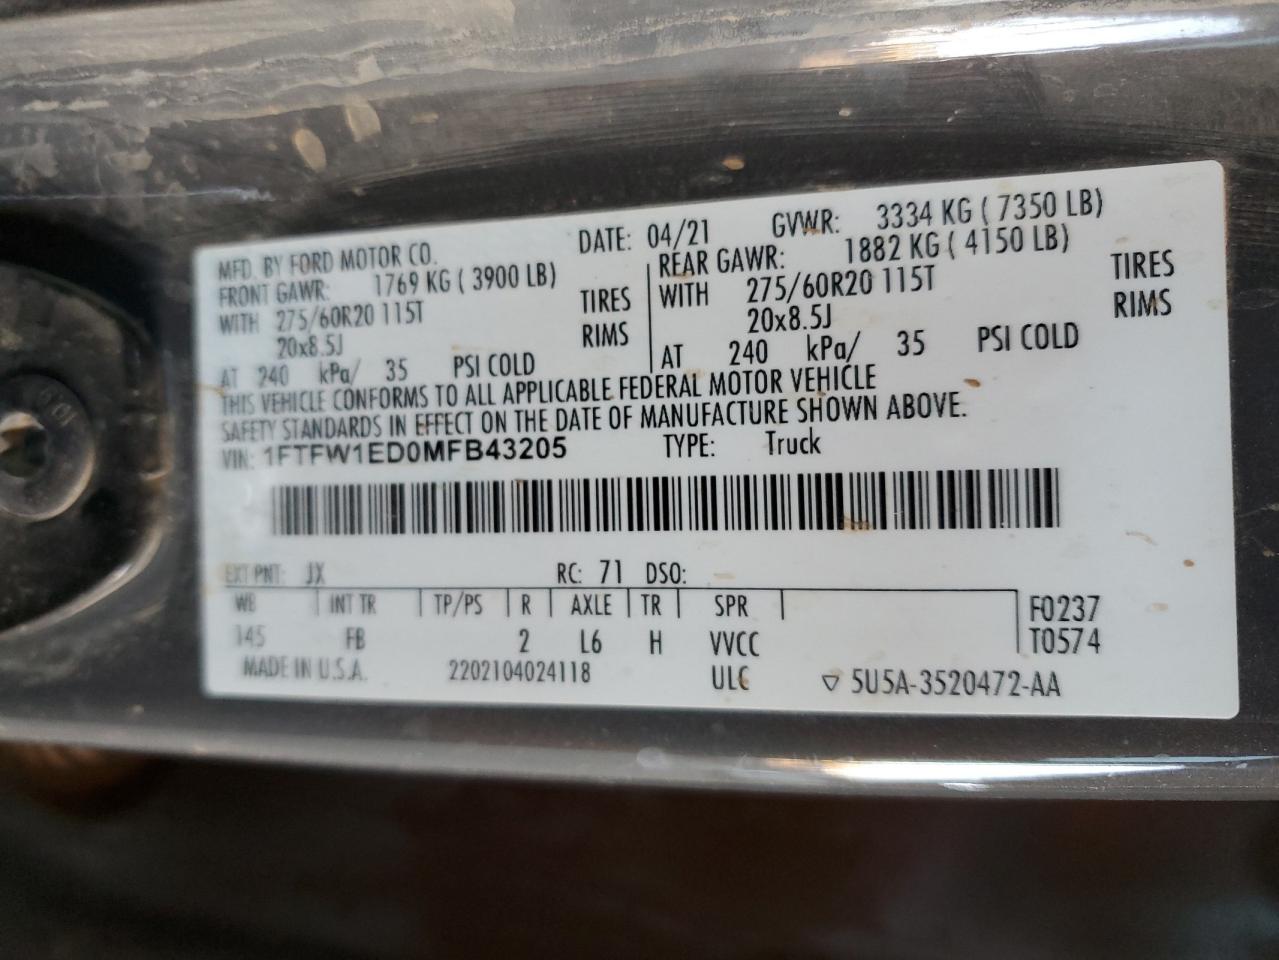 MFD. BY FORD MOTOR CO. DATE: 04/21 GVWR: 3334 KG ( 7350 LB)
FRONT GAWR: 1769 KG ( 3900 LB) REAR GAWR: 1882 KG ( 4150 LB)
WITH 275/60R20 115T TIRES WITH 275/60R20 115T TIRES
20x8.5J RIMS 20x8.5J RIMS
AT 240 kPa/ 35 PSI COLD AT 240 kPa/ 35 PSI COLD
THIS VEHICLE CONFORMS TO ALL APPLICABLE FEDERAL MOTOR VEHICLE
SAFETY STANDARDS IN EFFECT ON THE DATE OF MANUFACTURE SHOWN ABOVE.
VIN: 1FTFW1ED0MFB43205 TYPE: Truck
EXT PNT: JX RC: 71 DSO:
WB INT TR TP/PS R AXLE TR SPR F0237
145 FB 2 L6 H VVCC T0574
MADE IN U.S.A. 2202104024118 ULC ▽ 5U5A-3520472-AA